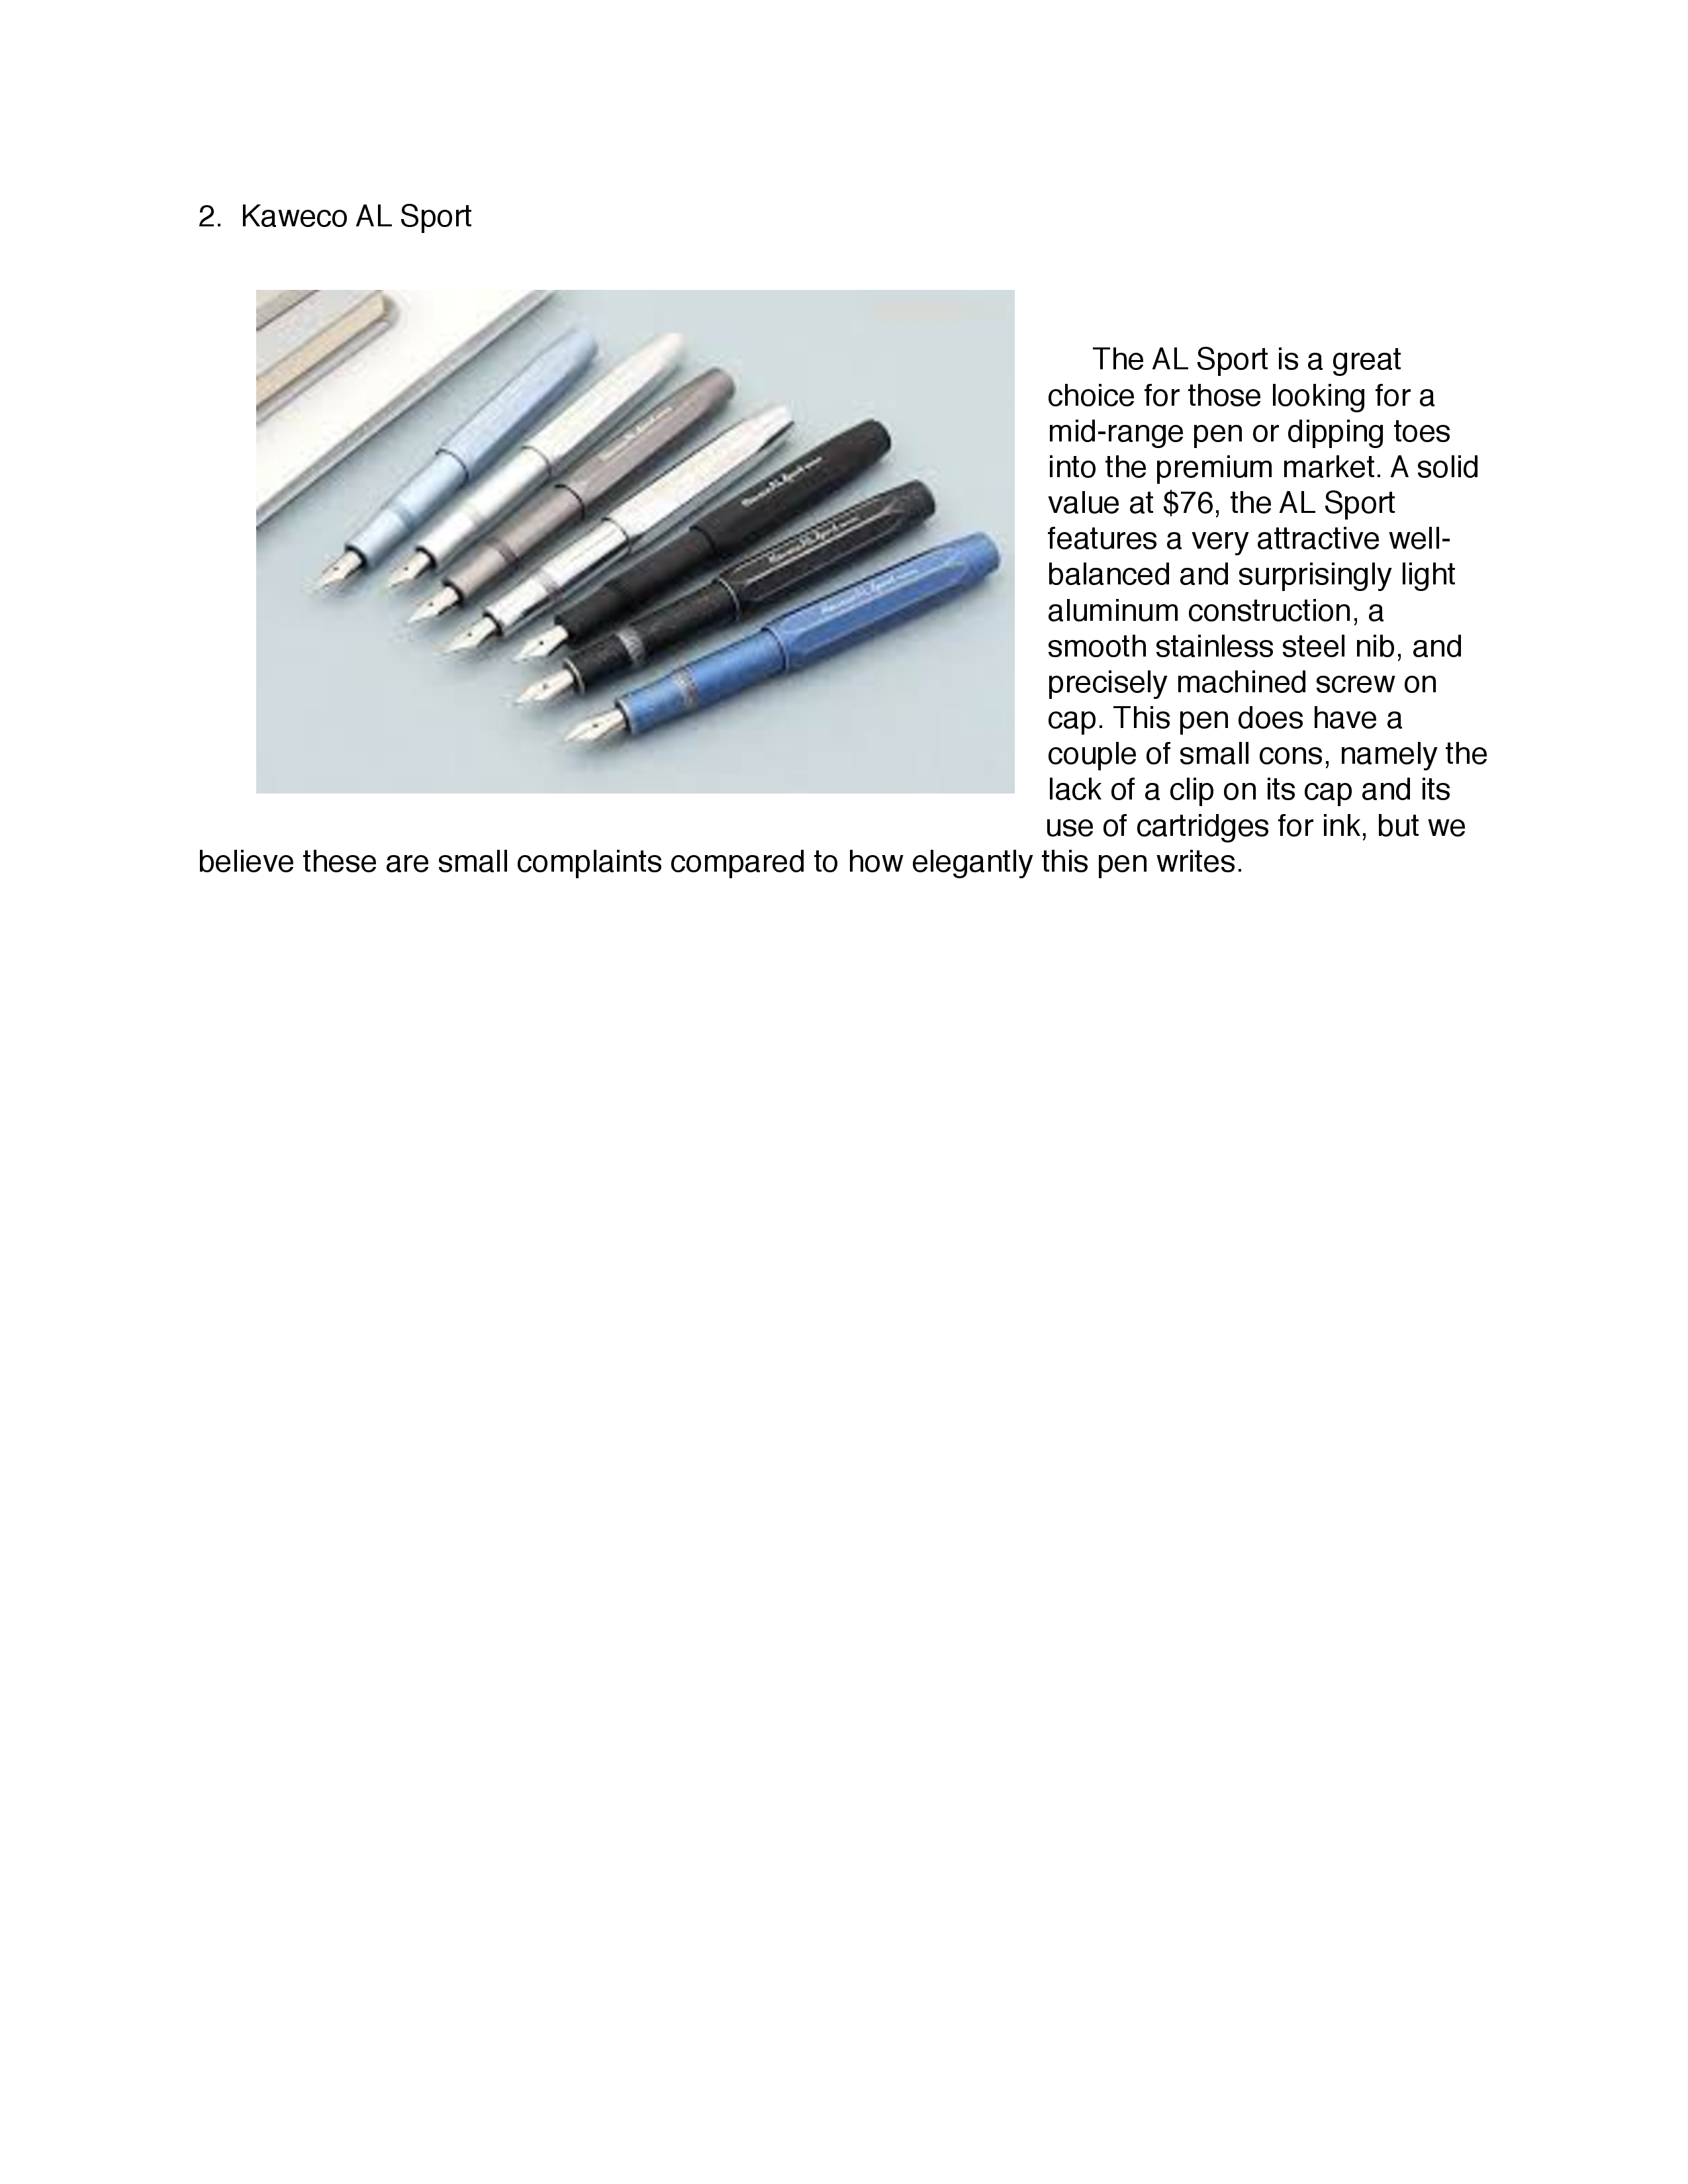 2. Kaweco AL Sport
The AL Sport is a great
choice for those looking for a
mid-range pen or dipping toes
into the premium market. A solid
value at $76, the AL Sport
features a very attractive well-
balanced and surprisingly light
aluminum construction, a
smooth stainless steel nib, and
precisely machined screw on
cap. This pen does have a
couple of small cons, namely the
lack of a clip on its cap and its
use of cartridges for ink, but we
believe these are small complaints compared to how elegantly this pen writes.